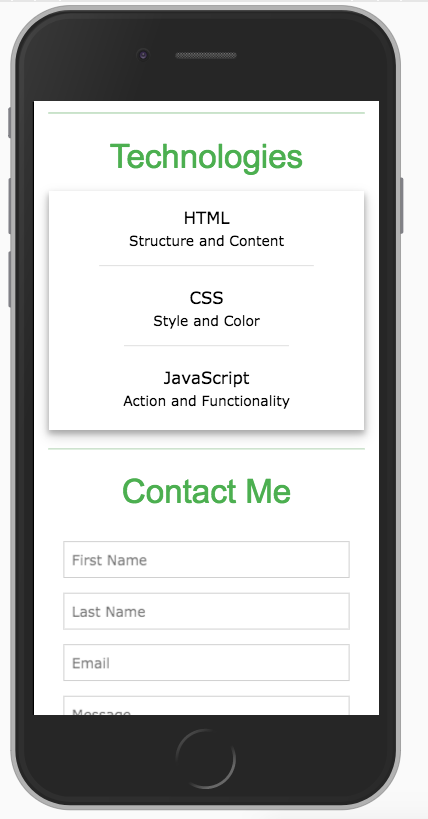 Technologies
HTML
Structure and Content
CSS
Style and Color
JavaScript
Action and Functionality
Contact Me
First Name
Last Name
Email
Message